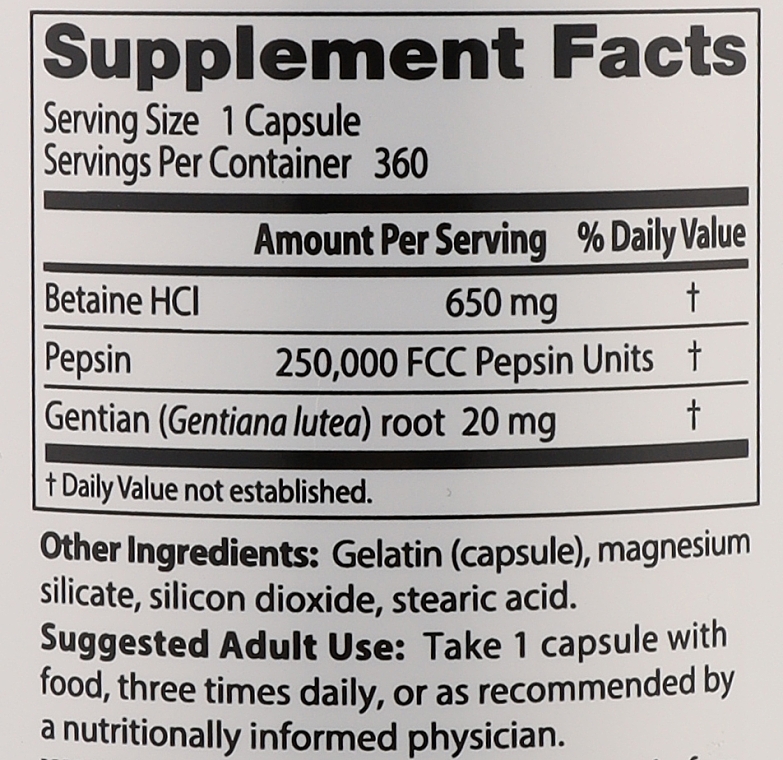 Supplement Facts
Serving Size 1 Capsule
Servings Per Container 360
Amount Per Serving % Daily Value
Betaine HCl 650 mg †
Pepsin 250,000 FCC Pepsin Units †
Gentian (Gentiana lutea) root 20 mg †
† Daily Value not established.
Other Ingredients: Gelatin (capsule), magnesium
silicate, silicon dioxide, stearic acid.
Suggested Adult Use: Take 1 capsule with
food, three times daily, or as recommended by
a nutritionally informed physician.